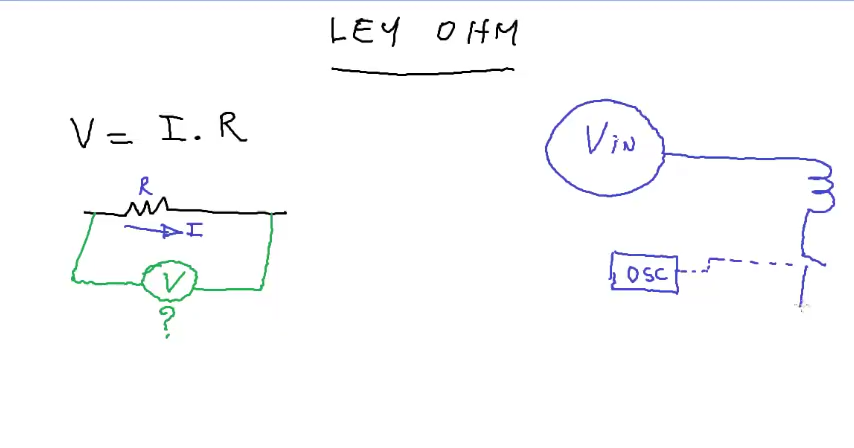 LEY OHM
V = I . R
R
I
V
?
VIN
OSC